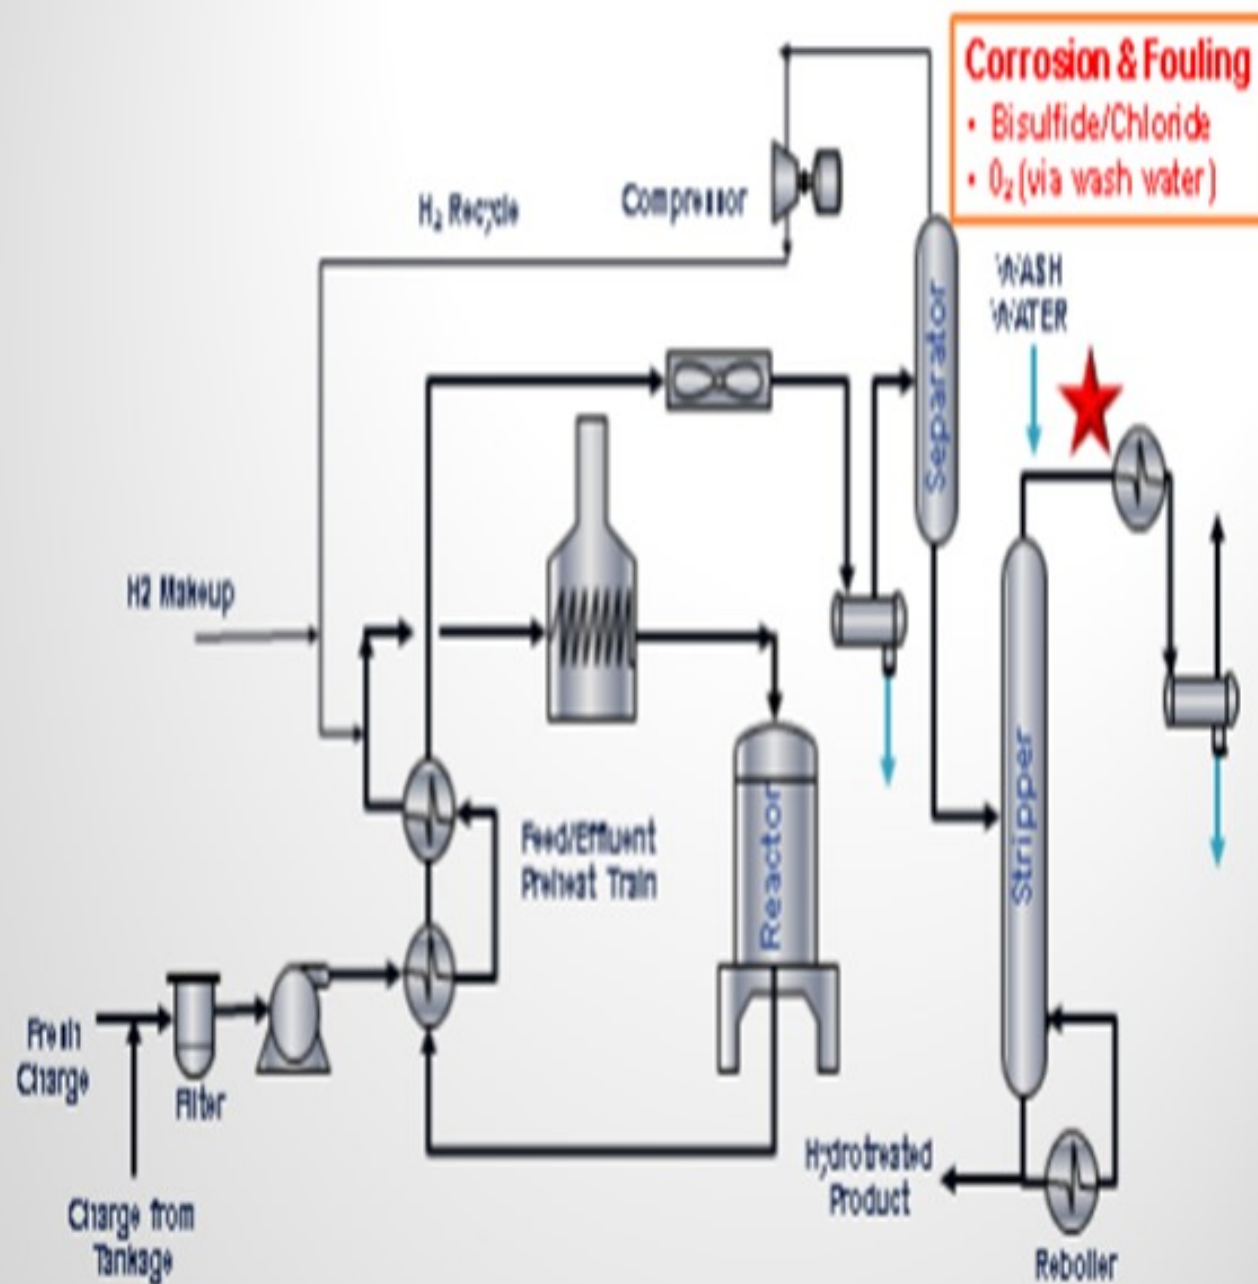 Corrosion & Fouling
• Bisulfide/Chloride
• O₂ (via wash water)
H₂ Recycle
Compressor
WASH
WATER
Separator
H2 Makeup
Feed/Effluent
Preheat Train
Reactor
Stripper
Fresh
Charge
Filter
Hydrotreated
Product
Charge from
Tankage
Reboiler